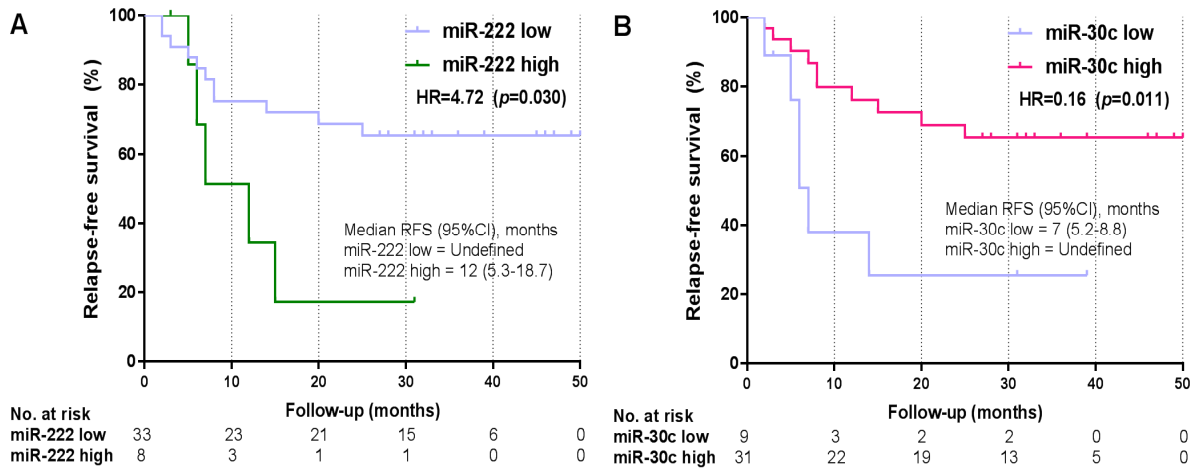 A
Relapse-free survival (%)
100
80
60
40
20
0
miR-222 low
miR-222 high
HR=4.72 (p=0.030)
Median RFS (95%CI), months
miR-222 low = Undefined
miR-222 high = 12 (5.3-18.7)
0 10 20 30 40 50
Follow-up (months)
No. at risk
miR-222 low 33 23 21 15 6 0
miR-222 high 8 3 1 1 0 0
B
Relapse-free survival (%)
100
80
60
40
20
0
miR-30c low
miR-30c high
HR=0.16 (p=0.011)
Median RFS (95%CI), months
miR-30c low = 7 (5.2-8.8)
miR-30c high = Undefined
0 10 20 30 40 50
Follow-up (months)
No. at risk
miR-30c low 9 3 2 2 0 0
miR-30c high 31 22 19 13 5 0